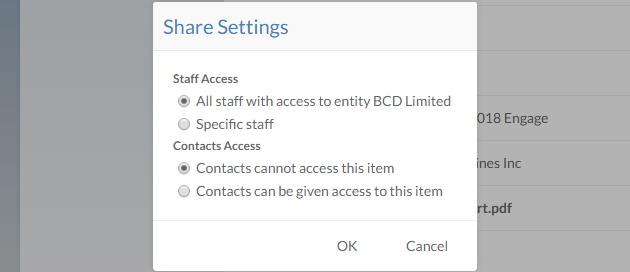 Share Settings
Staff Access
All staff with access to entity BCD Limited
Specific staff
018 Engage
Contacts Access
Contacts cannot access this item
ines Inc
Contacts can be given access to this item
rt.pdf
OK Cancel